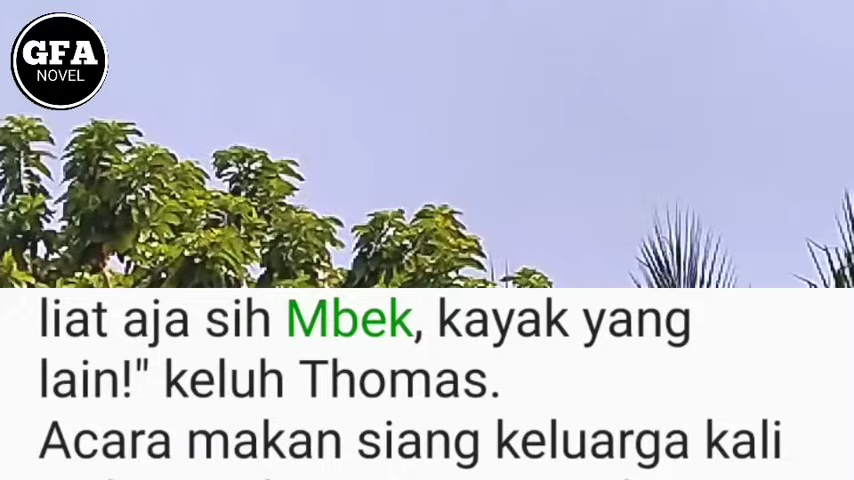 GFA
NOVEL
liat aja sih Mbek, kayak yang
lain!" keluh Thomas.
Acara makan siang keluarga kali